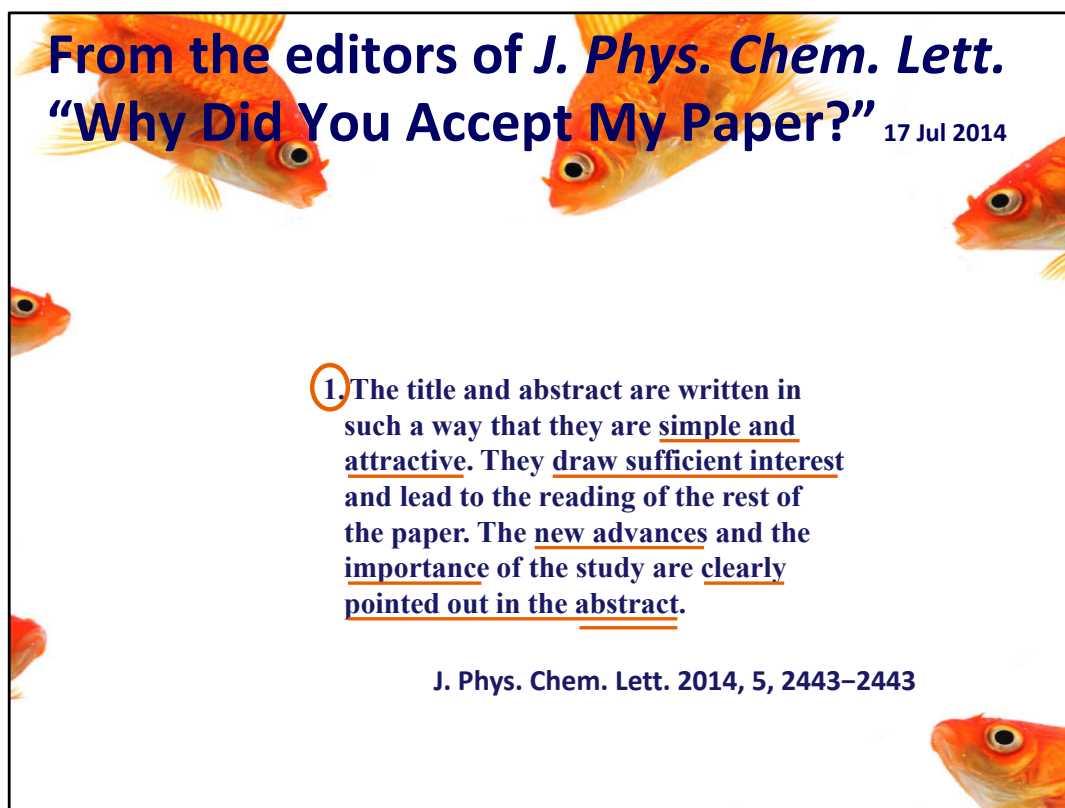 From the editors of J. Phys. Chem. Lett.
“Why Did You Accept My Paper?” 17 Jul 2014
1. The title and abstract are written in
such a way that they are simple and
attractive. They draw sufficient interest
and lead to the reading of the rest of
the paper. The new advances and the
importance of the study are clearly
pointed out in the abstract.
J. Phys. Chem. Lett. 2014, 5, 2443−2443